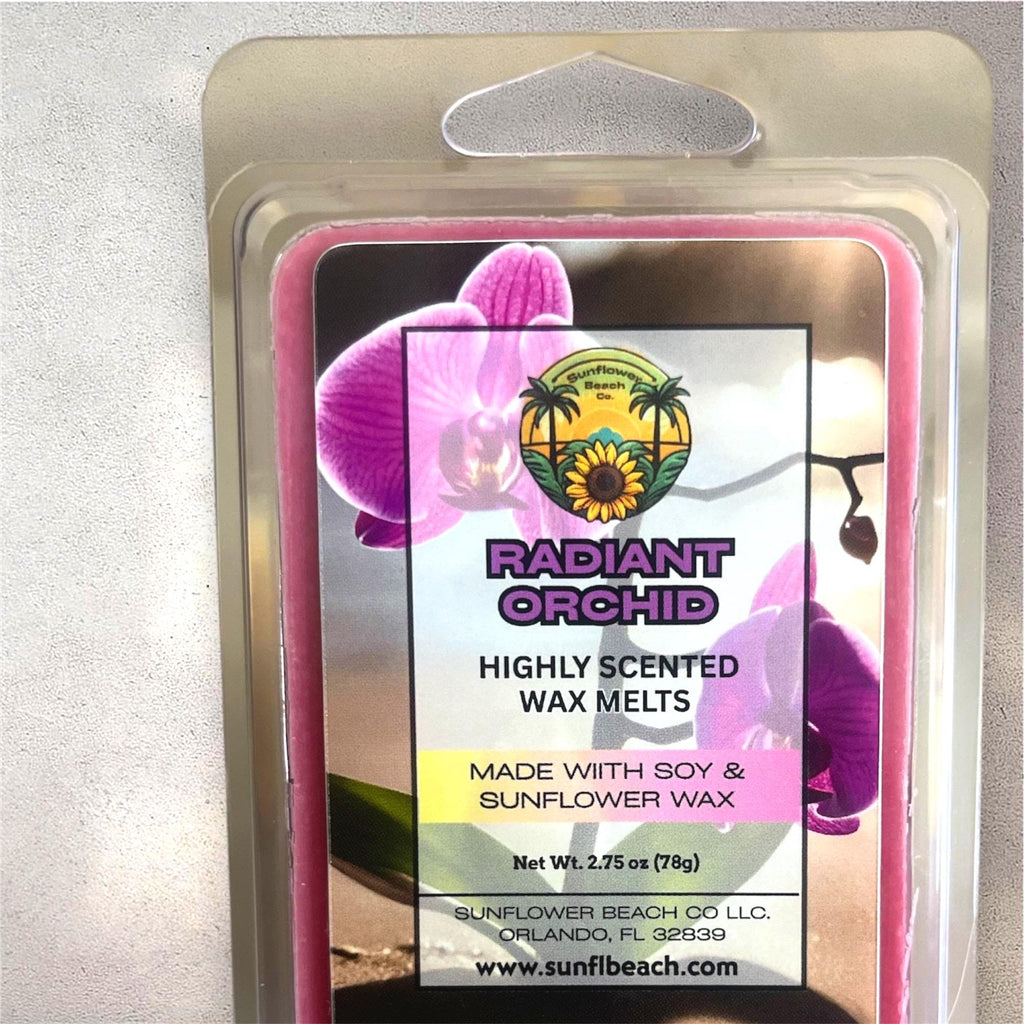 Sunflower
Beach
Co.
RADIANT
ORCHID
HIGHLY SCENTED
WAX MELTS
MADE WIITH SOY &
SUNFLOWER WAX
Net Wt. 2.75 oz (78g)
SUNFLOWER BEACH CO LLC.
ORLANDO, FL 32839
www.sunflbeach.com